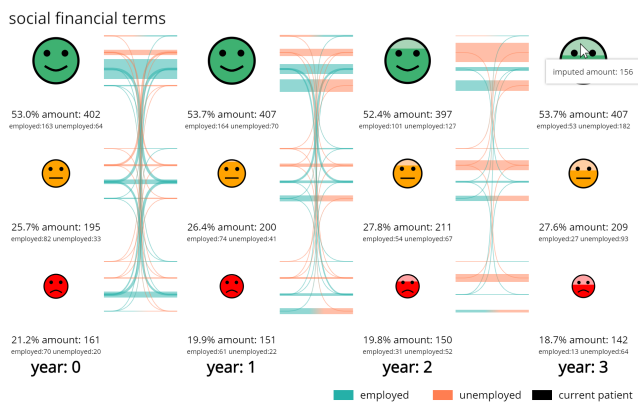 social financial terms
imputed amount: 156
53.0% amount: 402
employed:163 unemployed:64
53.7% amount: 407
employed:164 unemployed:70
52.4% amount: 397
employed:101 unemployed:127
53.7% amount: 407
employed:53 unemployed:182
25.7% amount: 195
employed:82 unemployed:33
26.4% amount: 200
employed:74 unemployed:41
27.8% amount: 211
employed:54 unemployed:67
27.6% amount: 209
employed:27 unemployed:93
21.2% amount: 161
employed:70 unemployed:20
19.9% amount: 151
employed:61 unemployed:22
19.8% amount: 150
employed:31 unemployed:52
18.7% amount: 142
employed:13 unemployed:64
year: 0
year: 1
year: 2
year: 3
employed
unemployed
current patient